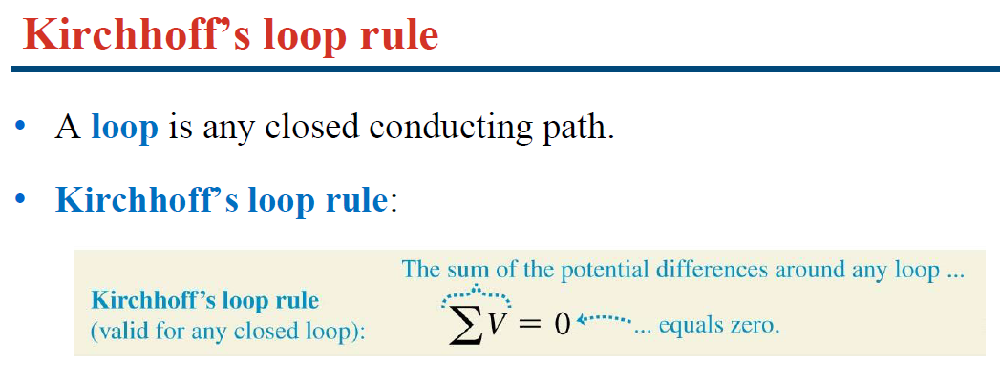 Kirchhoff’s loop rule
• A loop is any closed conducting path.
• Kirchhoff’s loop rule:
The sum of the potential differences around any loop ...
Kirchhoff’s loop rule
(valid for any closed loop):
∑V = 0 ... equals zero.